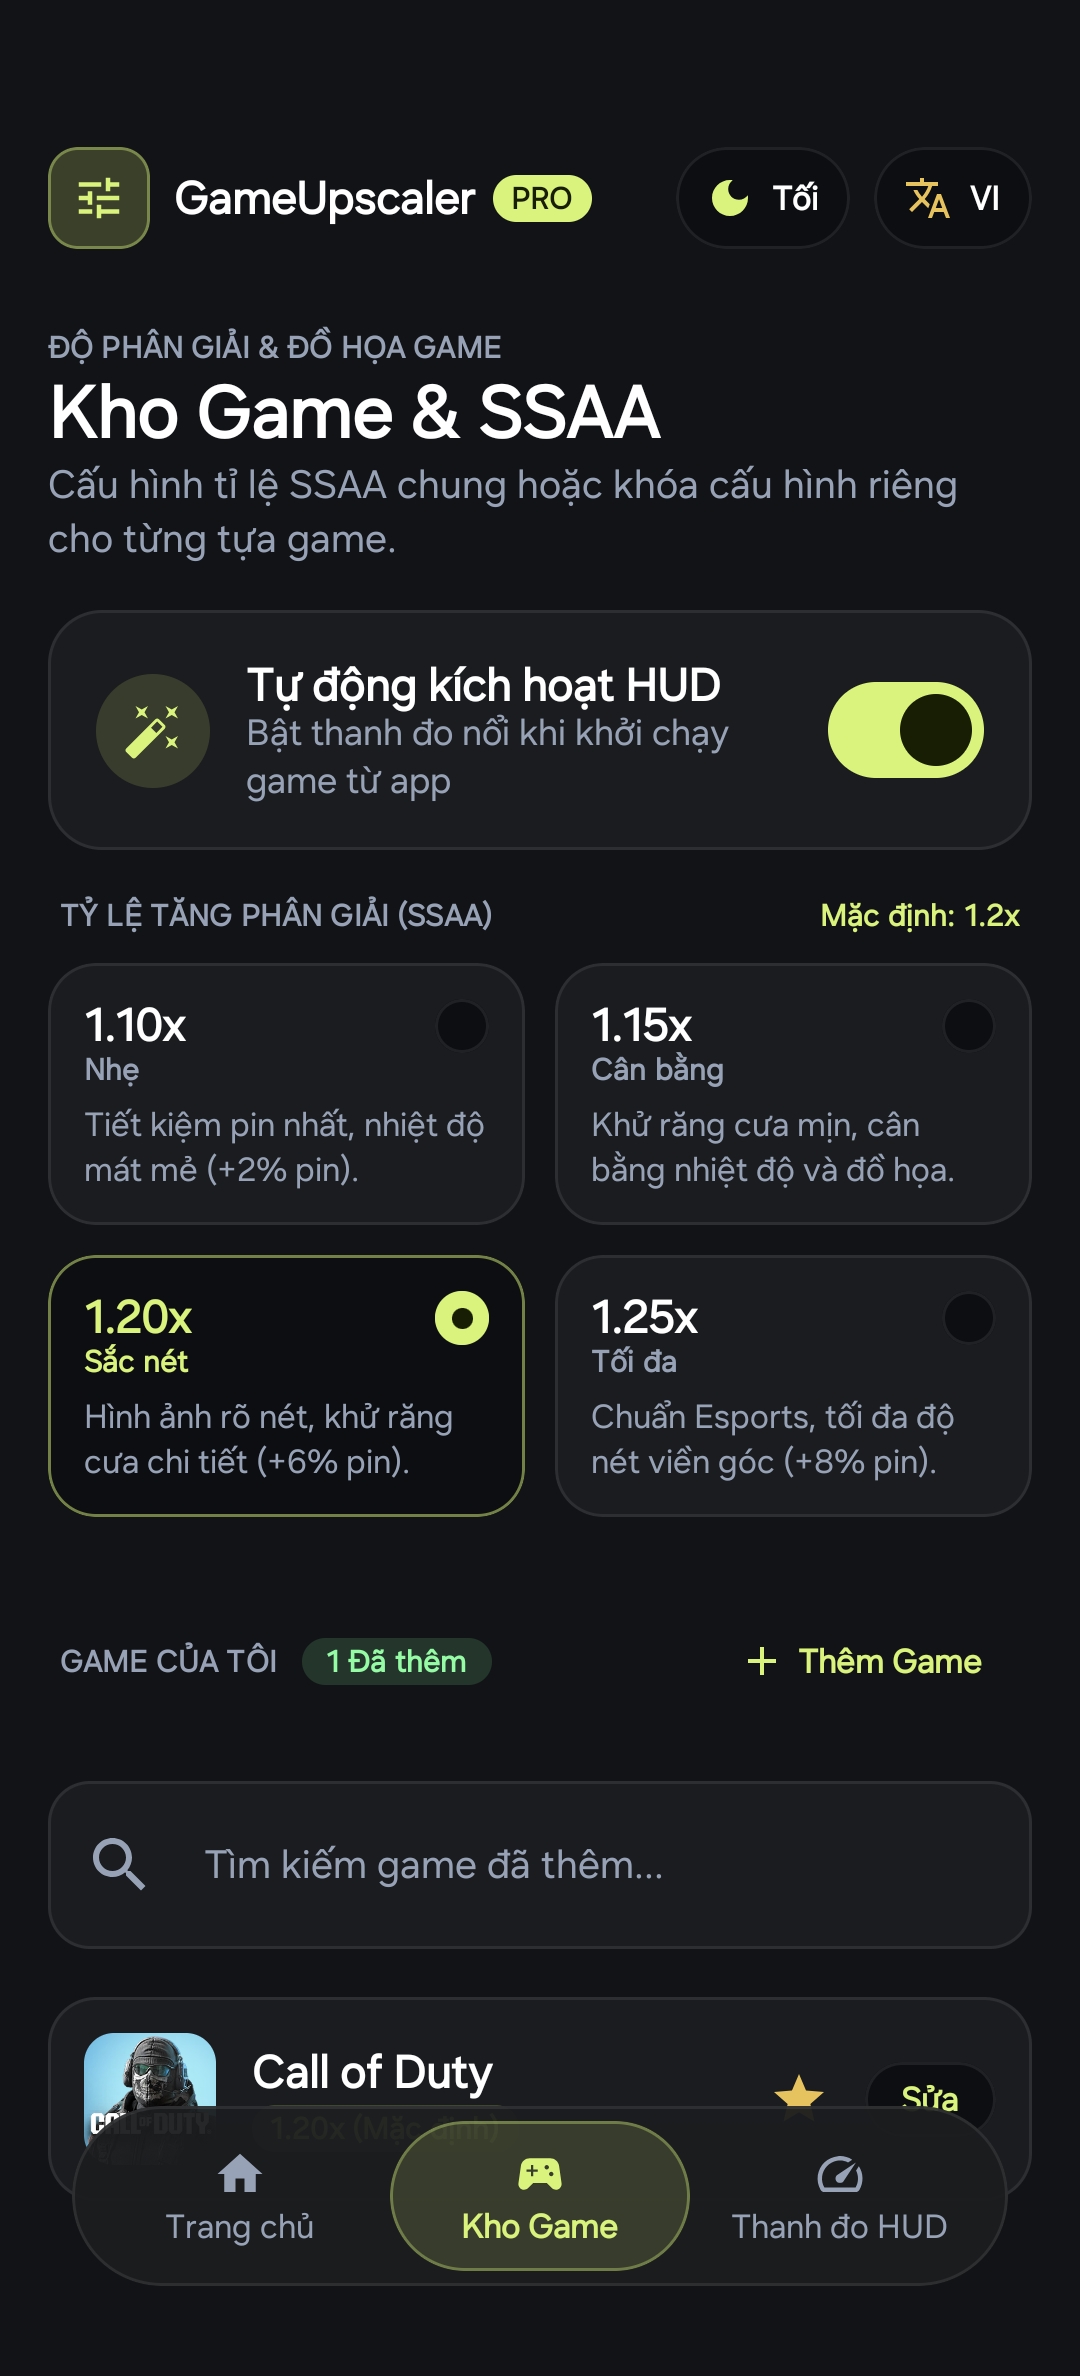 GameUpscaler PRO
Tối
VI
ĐỘ PHÂN GIẢI & ĐỒ HỌA GAME
Kho Game & SSAA
Cấu hình tỉ lệ SSAA chung hoặc khóa cấu hình riêng
cho từng tựa game.
Tự động kích hoạt HUD
Bật thanh đo nổi khi khởi chạy
game từ app
TỶ LỆ TĂNG PHÂN GIẢI (SSAA)
Mặc định: 1.2x
1.10x
Nhẹ
Tiết kiệm pin nhất, nhiệt độ
mát mẻ (+2% pin).
1.15x
Cân bằng
Khử răng cưa mịn, cân
bằng nhiệt độ và đồ họa.
1.20x
Sắc nét
Hình ảnh rõ nét, khử răng
cưa chi tiết (+6% pin).
1.25x
Tối đa
Chuẩn Esports, tối đa độ
nét viền góc (+8% pin).
GAME CỦA TÔI
1 Đã thêm
+ Thêm Game
Tìm kiếm game đã thêm...
CALL OF DUTY
Call of Duty
1.20x (Mặc định)
Sửa
Trang chủ
Kho Game
Thanh đo HUD